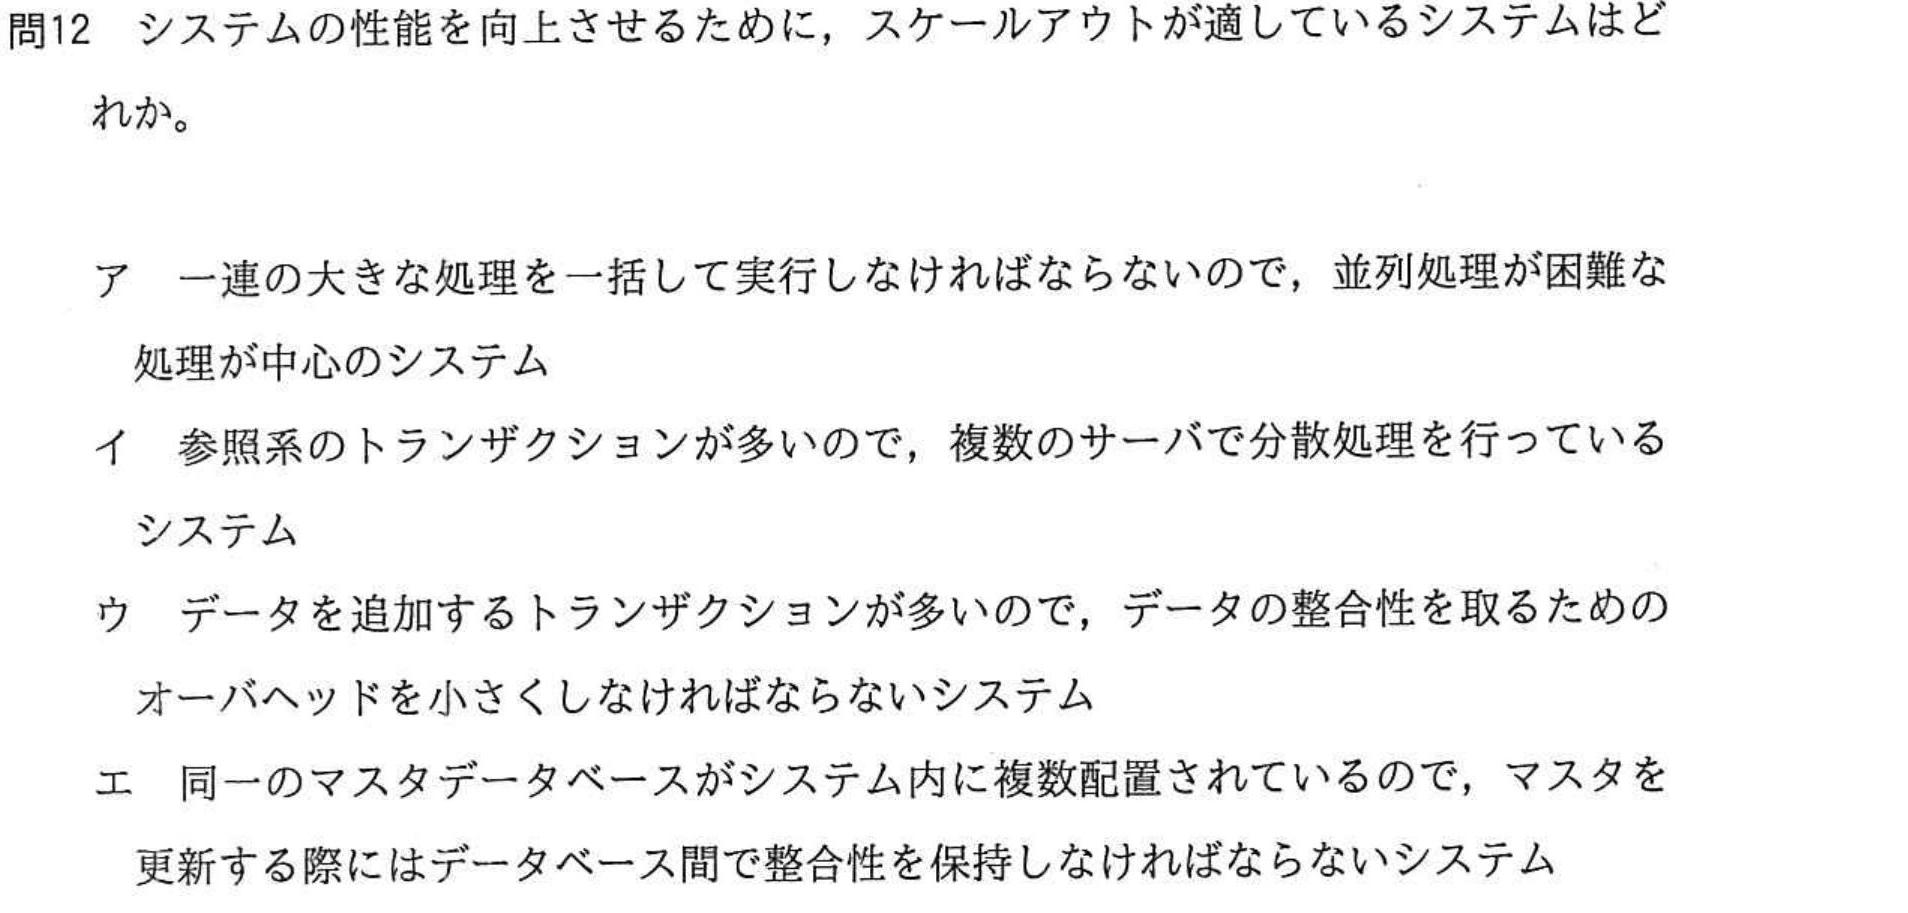 問12 システムの性能を向上させるために，スケールアウトが適しているシステムはど
れか。
ア 一連の大きな処理を一括して実行しなければならないので，並列処理が困難な
処理が中心のシステム
イ 参照系のトランザクションが多いので，複数のサーバで分散処理を行っている
システム
ウ データを追加するトランザクションが多いので，データの整合性を取るための
オーバヘッドを小さくしなければならないシステム
エ 同一のマスタデータベースがシステム内に複数配置されているので，マスタを
更新する際にはデータベース間で整合性を保持しなければならないシステム